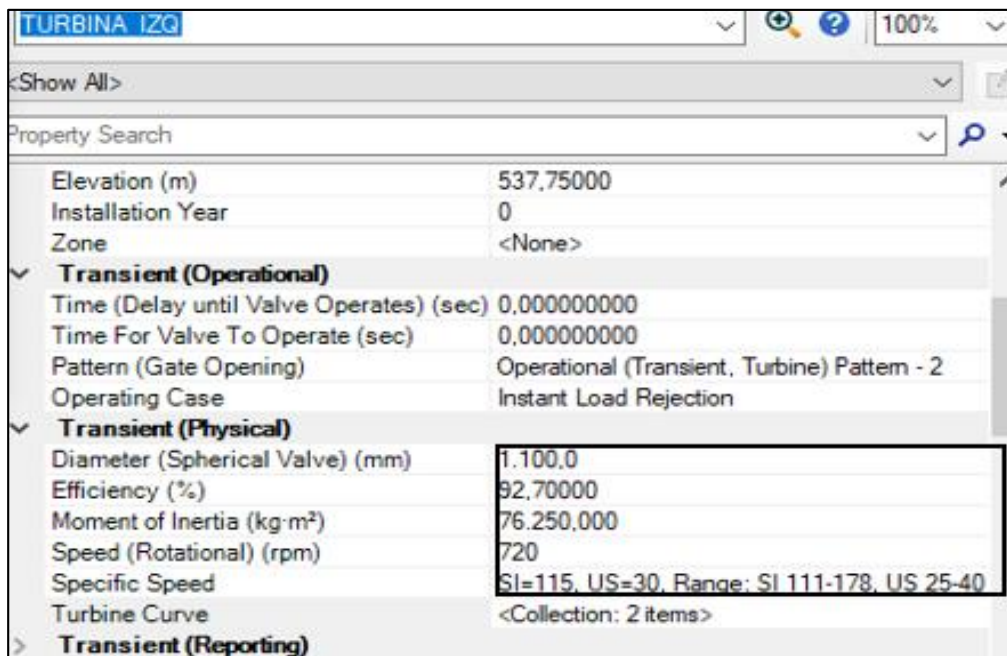 TURBINA IZQ 100%
<Show All>
Property Search
Elevation (m) 537,75000
Installation Year 0
Zone <None>
Transient (Operational)
Time (Delay until Valve Operates) (sec) 0,000000000
Time For Valve To Operate (sec) 0,000000000
Pattern (Gate Opening) Operational (Transient, Turbine) Pattern - 2
Operating Case Instant Load Rejection
Transient (Physical)
Diameter (Spherical Valve) (mm) 1.100,0
Efficiency (%) 92,70000
Moment of Inertia (kg·m²) 76.250,000
Speed (Rotational) (rpm) 720
Specific Speed SI=115, US=30, Range: SI 111-178, US 25-40
Turbine Curve <Collection: 2 items>
Transient (Reporting)